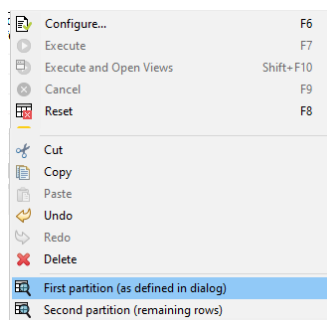 Configure... F6
Execute F7
Execute and Open Views Shift+F10
Cancel F9
Reset F8
Cut
Copy
Paste
Undo
Redo
Delete
First partition (as defined in dialog)
Second partition (remaining rows)